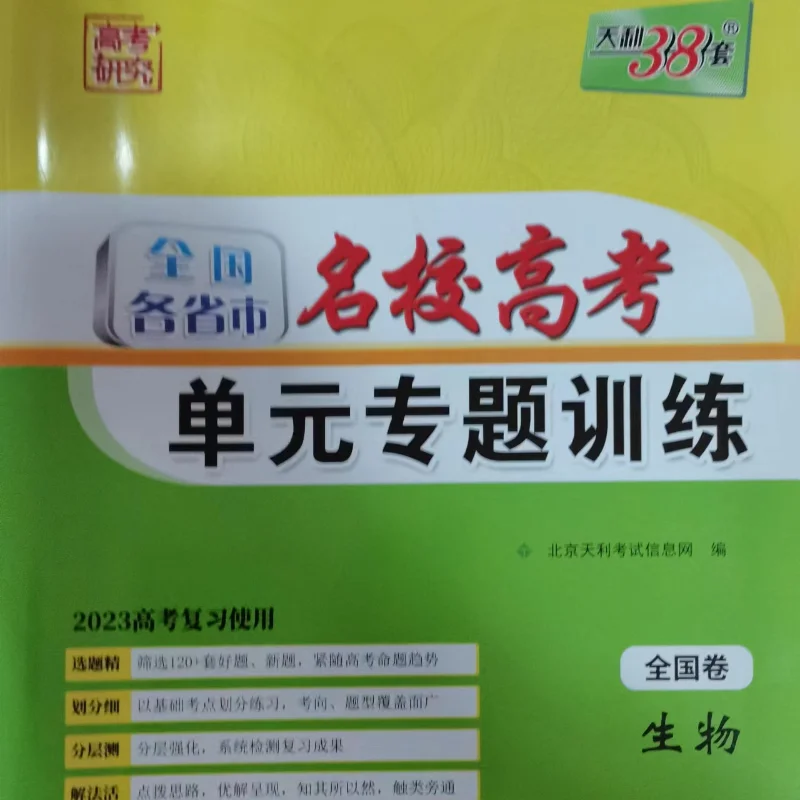 高考
研究
天利38套®
全国
各省市
名校高考
单元专题训练
北京天利考试信息网 编
2023高考复习使用
选题精 筛选120+套好题、新题，紧随高考命题趋势
划分细 以基础考点划分练习，考向、题型覆盖面广
分层测 分层强化，系统检测复习成果
解法活 点拨思路，优解呈现，知其所以然，触类旁通
全国卷
生物